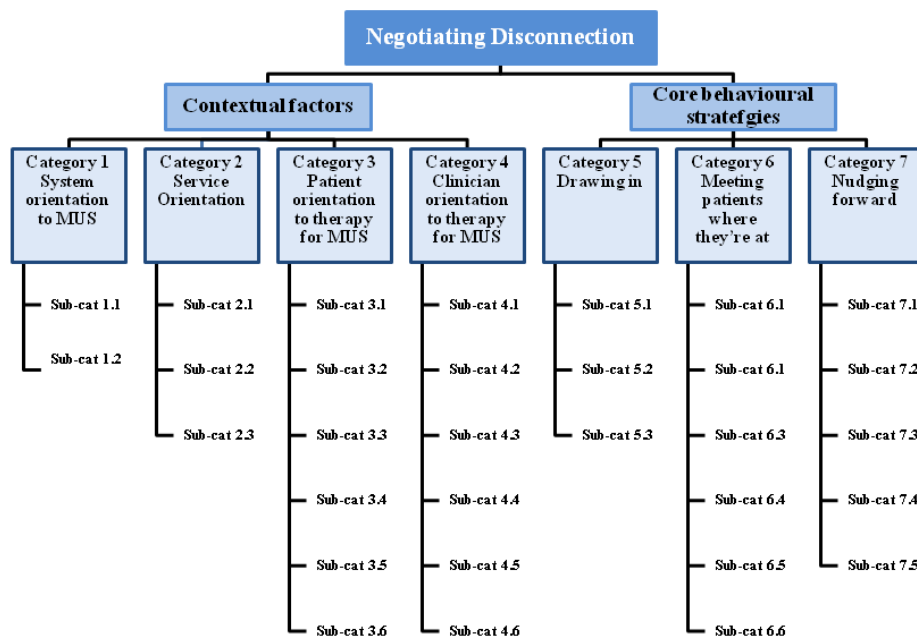 Negotiating Disconnection
Contextual factors
Core behavioural
stratefgies
Category 1
System
orientation
to MUS
Category 2
Service
Orientation
Category 3
Patient
orientation
to therapy
for MUS
Category 4
Clinician
orientation
to therapy
for MUS
Category 5
Drawing in
Category 6
Meeting
patients
where
they're at
Category 7
Nudging
forward
Sub-cat 1.1
Sub-cat 1.2
Sub-cat 2.1
Sub-cat 2.2
Sub-cat 2.3
Sub-cat 3.1
Sub-cat 3.2
Sub-cat 3.3
Sub-cat 3.4
Sub-cat 3.5
Sub-cat 3.6
Sub-cat 4.1
Sub-cat 4.2
Sub-cat 4.3
Sub-cat 4.4
Sub-cat 4.5
Sub-cat 4.6
Sub-cat 5.1
Sub-cat 5.2
Sub-cat 5.3
Sub-cat 6.1
Sub-cat 6.1
Sub-cat 6.3
Sub-cat 6.4
Sub-cat 6.5
Sub-cat 6.6
Sub-cat 7.1
Sub-cat 7.2
Sub-cat 7.3
Sub-cat 7.4
Sub-cat 7.5